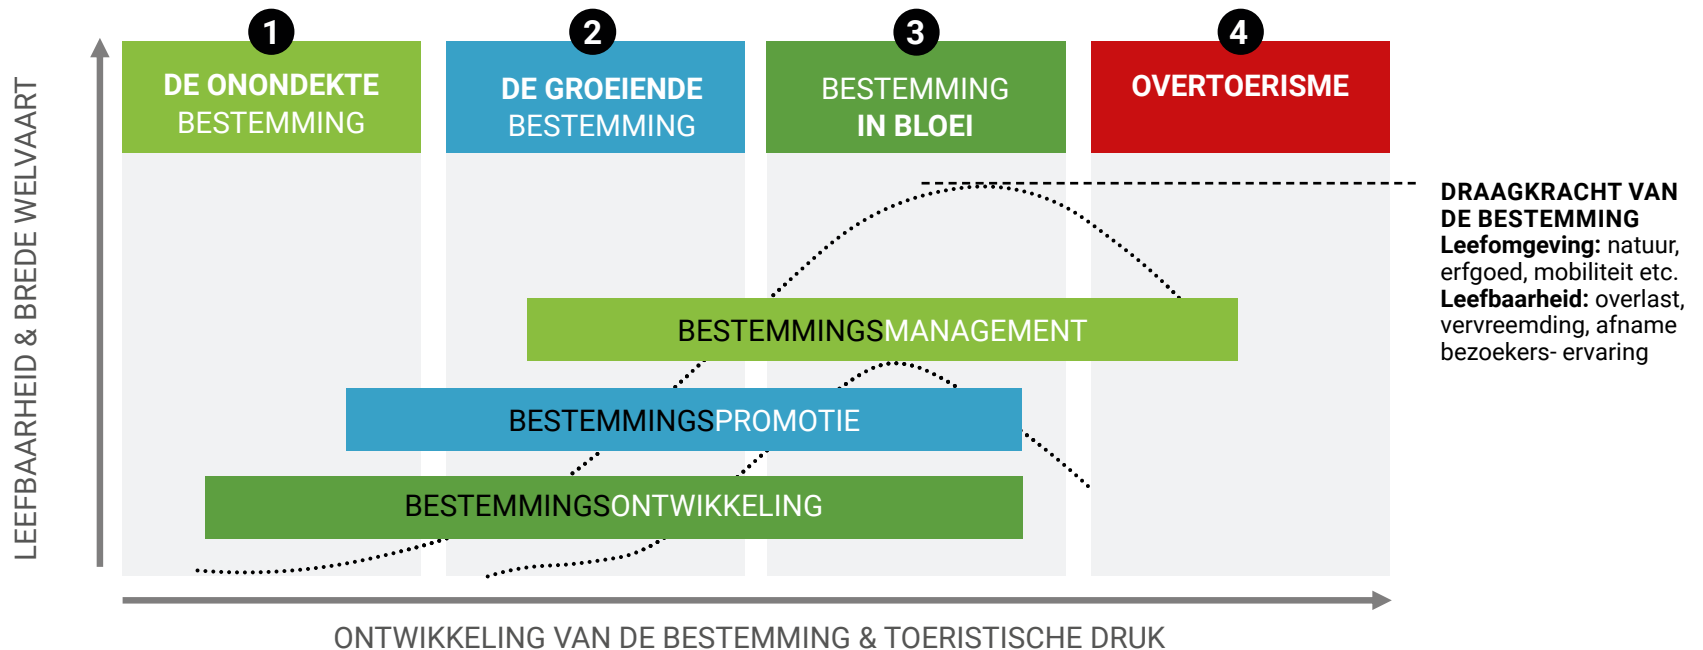 1
DE ONONDEKTE
BESTEMMING
2
DE GROEIENDE
BESTEMMING
3
BESTEMMING
IN BLOEI
4
OVERTOERISME
LEEFBAARHEID & BREDE WELVAART
DRAAGKRACHT VAN
DE BESTEMMING
Leefomgeving: natuur,
erfgoed, mobiliteit etc.
Leefbaarheid: overlast,
vervreemding, afname
bezoekers- ervaring
BESTEMMINGSMANAGEMENT
BESTEMMINGSPROMOTIE
BESTEMMINGSONTWIKKELING
ONTWIKKELING VAN DE BESTEMMING & TOERISTISCHE DRUK